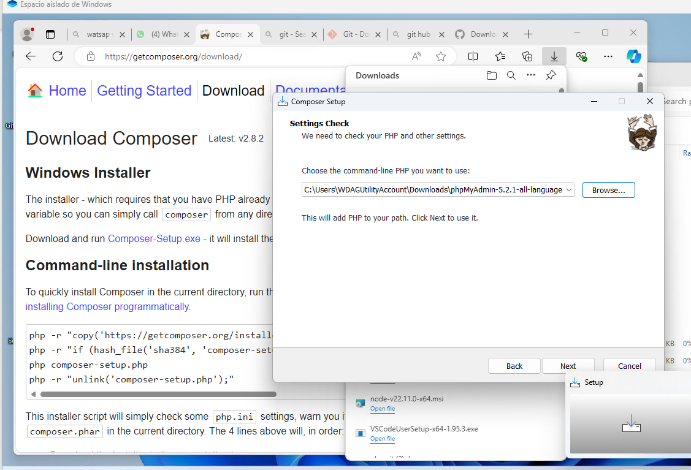 Espacio aislado de Windows
watsap
(4) What
Compos
git - Sea
Git - Do
git hub
Downlo
https://getcomposer.org/download/
Home
Getting Started
Download
Documenta
Downloads
Download Composer
Latest: v2.8.2
Windows Installer
The installer - which requires that you have PHP already
variable so you can simply call composer from any dire
Download and run Composer-Setup.exe - it will install the
Command-line installation
To quickly install Composer in the current directory, run th
installing Composer programmatically.
php -r "copy('https://getcomposer.org/installe
php -r "if (hash_file('sha384', 'composer-setu
php composer-setup.php
php -r "unlink('composer-setup.php');"
This installer script will simply check some php.ini settings, warn you i
composer.phar in the current directory. The 4 lines above will, in order:
Composer Setup
Settings Check
We need to check your PHP and other settings.
Choose the command-line PHP you want to use:
C:\Users\WDAGUtilityAccount\Downloads\phpMyAdmin-5.2.1-all-language
Browse...
This will add PHP to your path. Click Next to use it.
Back
Next
Cancel
node-v22.11.0-x64.msi
Open file
VSCodeUserSetup-x64-1.95.3.exe
Open file
Search p
KB 0%
KB 0%
Setup